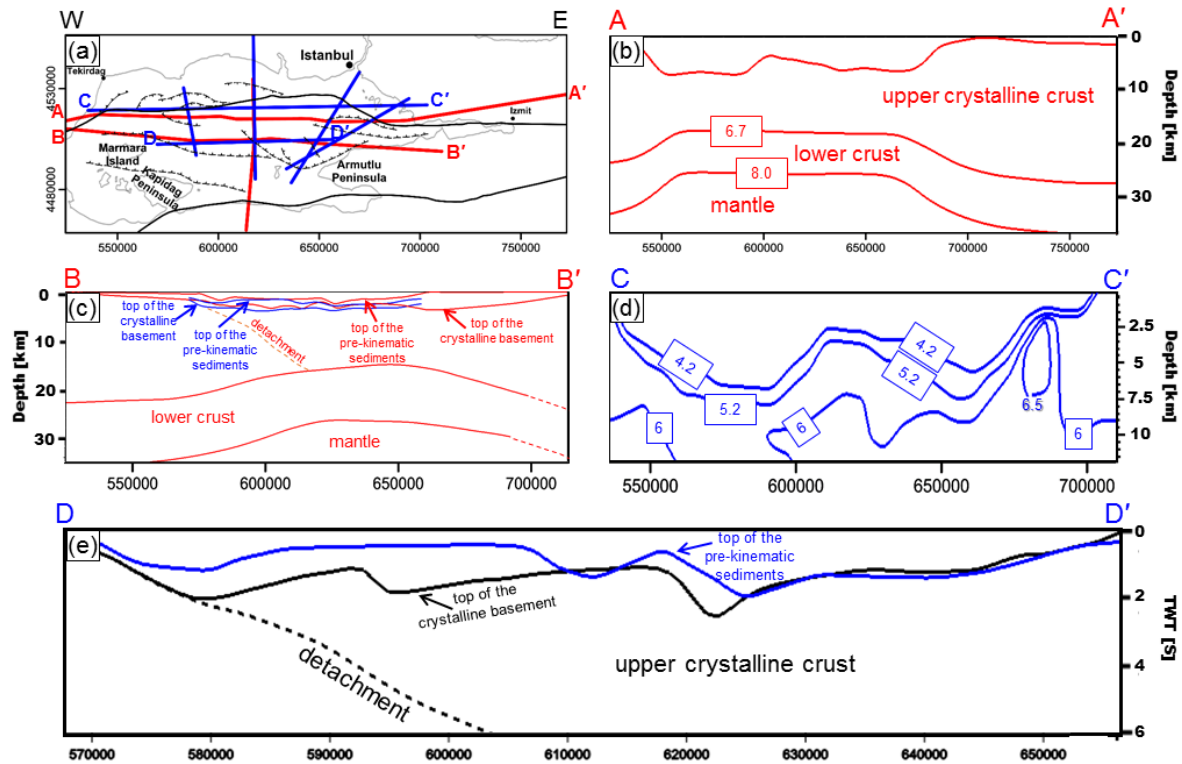 W
E
(a)
Istanbul
Tekirdag
4530000
C
C′
A
A′
Izmit
B
D
D′
B′
Marmara
Island
Kapidag
Peninsula
Armutlu
Peninsula
4480000
550000 600000 650000 700000 750000
A
A′
(b)
0
10
20
30
Depth [km]
upper crystalline crust
6.7
lower crust
8.0
mantle
550000 600000 650000 700000 750000
B
B′
(c)
0
10
20
30
Depth [km]
top of the
crystalline
basement
top of the
pre-kinematic
sediments
detachment
top of the
pre-kinematic
sediments
top of the
crystalline basement
lower crust
mantle
550000 600000 650000 700000
C
C′
(d)
2.5
5
7.5
10
Depth [km]
4.2
4.2
5.2
5.2
6.5
6
6
6
550000 600000 650000 700000
D
D′
(e)
0
2
4
6
TWT [S]
top of the
pre-kinematic
sediments
top of the
crystalline basement
detachment
upper crystalline crust
570000 580000 590000 600000 610000 620000 630000 640000 650000